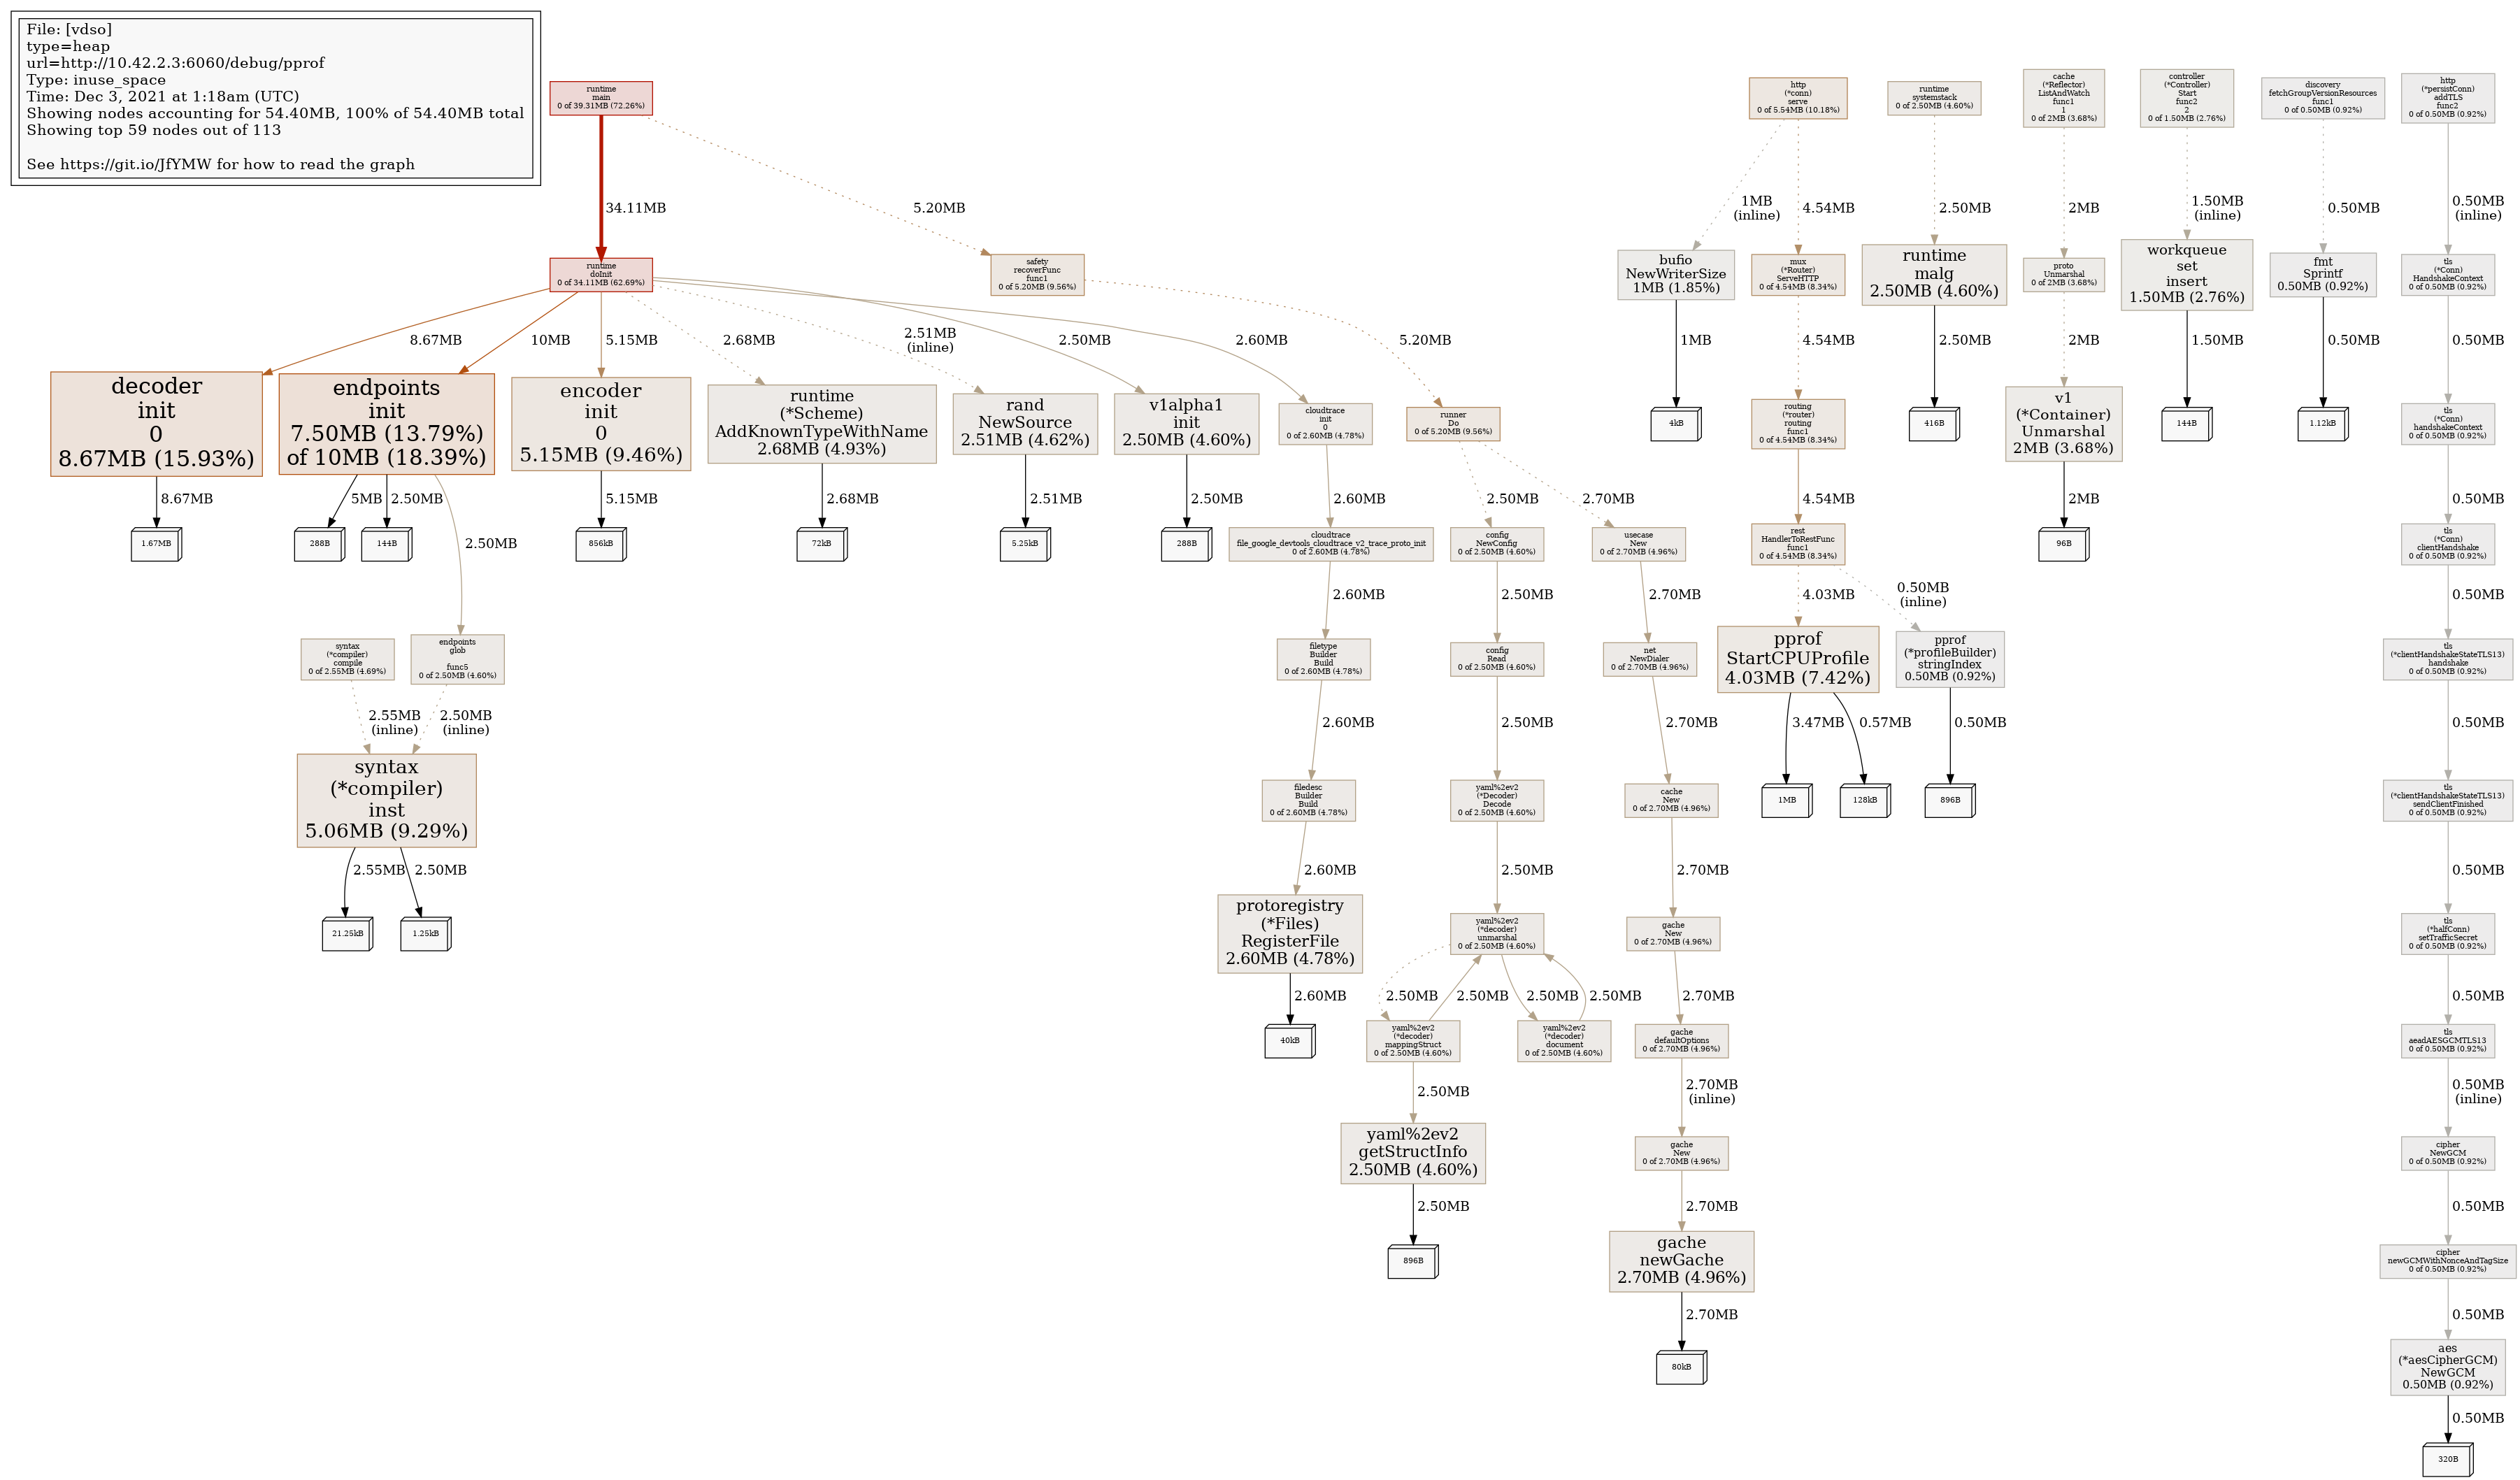 File: [vdso]
type=heap
url=http://10.42.2.3:6060/debug/pprof
Type: inuse_space
Time: Dec 3, 2021 at 1:18am (UTC)
Showing nodes accounting for 54.40MB, 100% of 54.40MB total
Showing top 59 nodes out of 113
See https://git.io/JfYMW for how to read the graph
runtime
main
0 of 39.31MB (72.26%)
http
(*conn)
serve
0 of 5.54MB (10.18%)
runtime
systemstack
0 of 2.50MB (4.60%)
cache
(*Reflector)
ListAndWatch
func1
1
0 of 2MB (3.68%)
controller
(*Controller)
Start
func2
2
0 of 1.50MB (2.76%)
discovery
fetchGroupVersionResources
func1
0 of 0.50MB (0.92%)
http
(*persistConn)
addTLS
func2
0 of 0.50MB (0.92%)
34.11MB
5.20MB
1MB
(inline)
4.54MB
2.50MB
2MB
1.50MB
(inline)
0.50MB
0.50MB
(inline)
runtime
doInit
0 of 34.11MB (62.69%)
safety
recoverFunc
func1
0 of 5.20MB (9.56%)
bufio
NewWriterSize
1MB (1.85%)
mux
(*Router)
ServeHTTP
0 of 4.54MB (8.34%)
runtime
malg
2.50MB (4.60%)
proto
Unmarshal
0 of 2MB (3.68%)
workqueue
set
insert
1.50MB (2.76%)
fmt
Sprintf
0.50MB (0.92%)
tls
(*Conn)
HandshakeContext
0 of 0.50MB (0.92%)
8.67MB
10MB
5.15MB
2.68MB
2.51MB
(inline)
2.50MB
2.60MB
5.20MB
1MB
4.54MB
2.50MB
2MB
1.50MB
0.50MB
0.50MB
decoder
init
0
8.67MB (15.93%)
endpoints
init
7.50MB (13.79%)
of 10MB (18.39%)
encoder
init
0
5.15MB (9.46%)
runtime
(*Scheme)
AddKnownTypeWithName
2.68MB (4.93%)
rand
NewSource
2.51MB (4.62%)
v1alpha1
init
2.50MB (4.60%)
cloudtrace
init
0
0 of 2.60MB (4.78%)
runner
Do
0 of 5.20MB (9.56%)
4kB
routing
(*router)
routing
func1
0 of 4.54MB (8.34%)
416B
v1
(*Container)
Unmarshal
2MB (3.68%)
144B
1.12kB
tls
(*Conn)
handshakeContext
0 of 0.50MB (0.92%)
8.67MB
5MB
2.50MB
2.50MB
5.15MB
2.68MB
2.51MB
2.50MB
2.60MB
2.50MB
2.70MB
4.54MB
2MB
0.50MB
1.67MB
288B
144B
856kB
72kB
5.25kB
288B
cloudtrace
file_google_devtools_cloudtrace_v2_trace_proto_init
0 of 2.60MB (4.78%)
config
NewConfig
0 of 2.50MB (4.60%)
usecase
New
0 of 2.70MB (4.96%)
rest
HandlerToRestFunc
func1
0 of 4.54MB (8.34%)
96B
tls
(*Conn)
clientHandshake
0 of 0.50MB (0.92%)
2.60MB
2.50MB
2.70MB
4.03MB
0.50MB
(inline)
0.50MB
syntax
(*compiler)
compile
0 of 2.55MB (4.69%)
endpoints
glob
func5
0 of 2.50MB (4.60%)
filetype
Builder
Build
0 of 2.60MB (4.78%)
config
Read
0 of 2.50MB (4.60%)
net
NewDialer
0 of 2.70MB (4.96%)
pprof
StartCPUProfile
4.03MB (7.42%)
pprof
(*profileBuilder)
stringIndex
0.50MB (0.92%)
tls
(*clientHandshakeStateTLS13)
handshake
0 of 0.50MB (0.92%)
2.55MB
(inline)
2.50MB
(inline)
2.60MB
2.50MB
2.70MB
3.47MB
0.57MB
0.50MB
0.50MB
syntax
(*compiler)
inst
5.06MB (9.29%)
filedesc
Builder
Build
0 of 2.60MB (4.78%)
yaml%2ev2
(*Decoder)
Decode
0 of 2.50MB (4.60%)
cache
New
0 of 2.70MB (4.96%)
1MB
128kB
896B
tls
(*clientHandshakeStateTLS13)
sendClientFinished
0 of 0.50MB (0.92%)
2.55MB
2.50MB
2.60MB
2.50MB
2.70MB
0.50MB
21.25kB
1.25kB
protoregistry
(*Files)
RegisterFile
2.60MB (4.78%)
yaml%2ev2
(*decoder)
unmarshal
0 of 2.50MB (4.60%)
gache
New
0 of 2.70MB (4.96%)
tls
(*halfConn)
setTrafficSecret
0 of 0.50MB (0.92%)
2.60MB
2.50MB
2.50MB
2.50MB
2.50MB
2.70MB
0.50MB
40kB
yaml%2ev2
(*decoder)
mappingStruct
0 of 2.50MB (4.60%)
yaml%2ev2
(*decoder)
document
0 of 2.50MB (4.60%)
gache
defaultOptions
0 of 2.70MB (4.96%)
tls
aeadAESGCMTLS13
0 of 0.50MB (0.92%)
2.50MB
2.70MB
(inline)
0.50MB
(inline)
yaml%2ev2
getStructInfo
2.50MB (4.60%)
gache
New
0 of 2.70MB (4.96%)
cipher
NewGCM
0 of 0.50MB (0.92%)
2.50MB
2.70MB
0.50MB
896B
gache
newGache
2.70MB (4.96%)
cipher
newGCMWithNonceAndTagSize
0 of 0.50MB (0.92%)
2.70MB
0.50MB
80kB
aes
(*aesCipherGCM)
NewGCM
0.50MB (0.92%)
0.50MB
320B